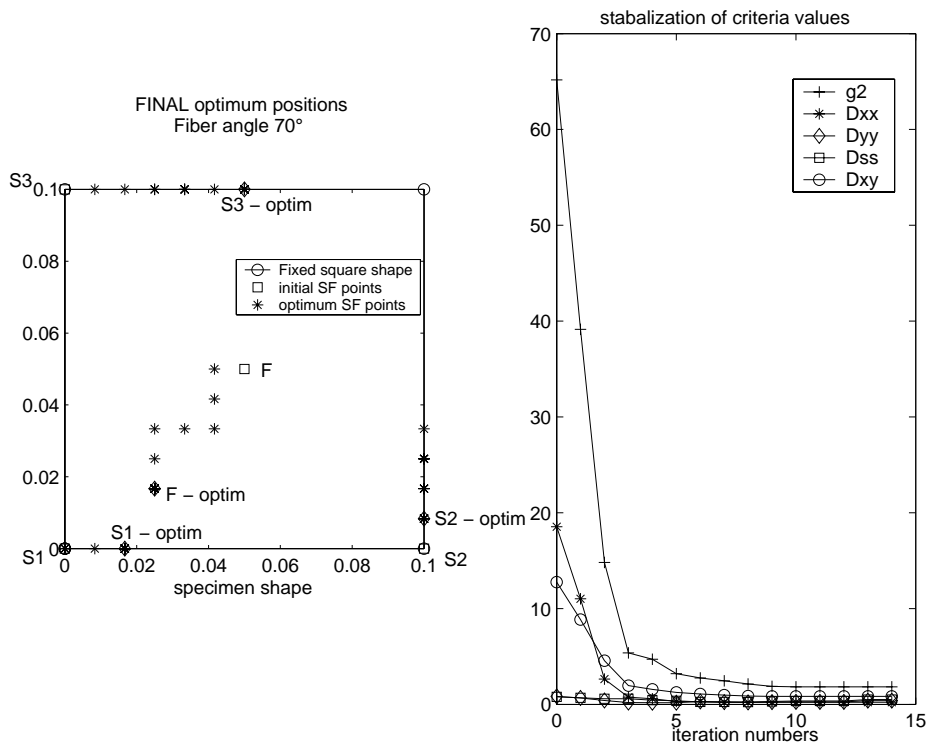 FINAL optimum positions
Fiber angle 70°
S3
0.10
0.08
0.06
0.04
0.02
0
S3 – optim
Fixed square shape
initial SF points
optimum SF points
F
F – optim
S1 – optim
S2 – optim
S1
0
0.02
0.04
0.06
0.08
0.1
S2
specimen shape
stabalization of criteria values
70
60
50
40
30
20
10
0
g2
Dxx
Dyy
Dss
Dxy
0
5
10
15
iteration numbers